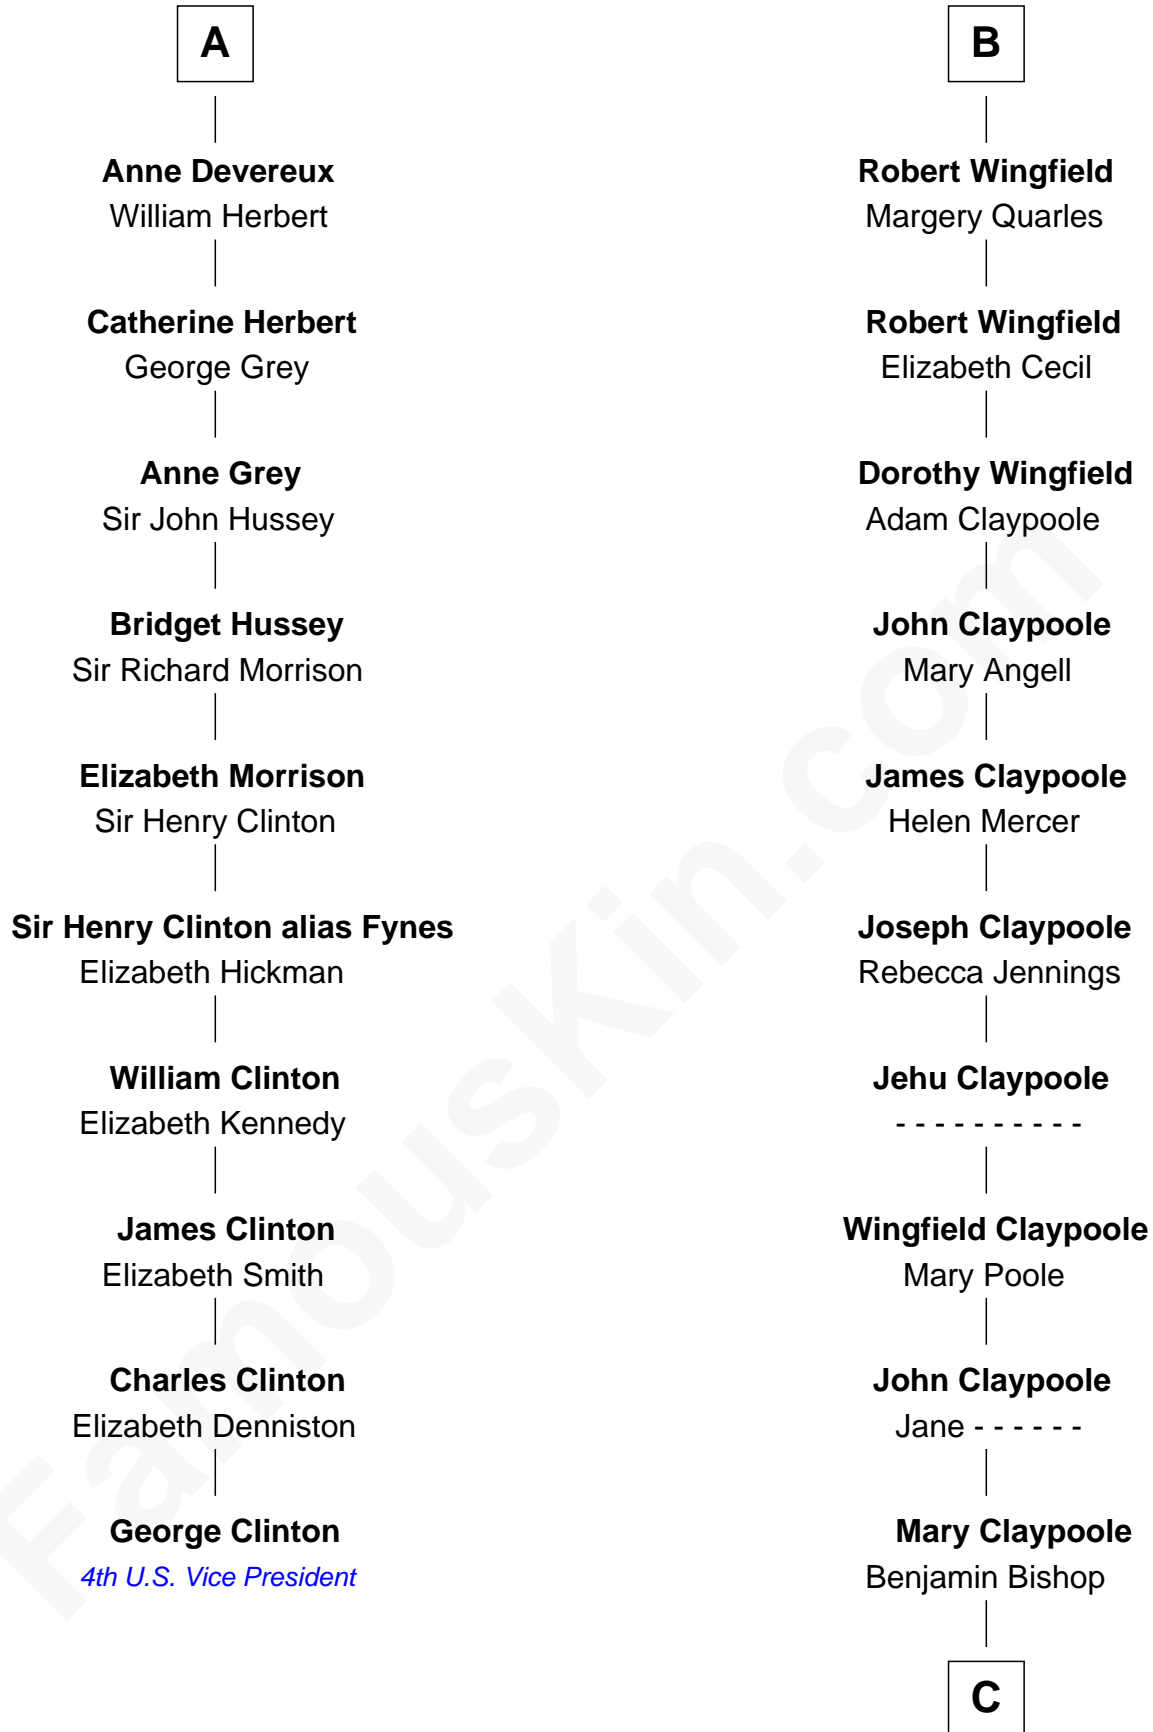 A
Anne Devereux
William Herbert
Catherine Herbert
George Grey
Anne Grey
Sir John Hussey
Bridget Hussey
Sir Richard Morrison
Elizabeth Morrison
Sir Henry Clinton
Sir Henry Clinton alias Fynes
Elizabeth Hickman
William Clinton
Elizabeth Kennedy
James Clinton
Elizabeth Smith
Charles Clinton
Elizabeth Denniston
George Clinton
4th U.S. Vice President
B
Robert Wingfield
Margery Quarles
Robert Wingfield
Elizabeth Cecil
Dorothy Wingfield
Adam Claypoole
John Claypoole
Mary Angell
James Claypoole
Helen Mercer
Joseph Claypoole
Rebecca Jennings
Jehu Claypoole
- - - - - - - - - -
Wingfield Claypoole
Mary Poole
John Claypoole
Jane - - - - - -
Mary Claypoole
Benjamin Bishop
C
FamousKin.com